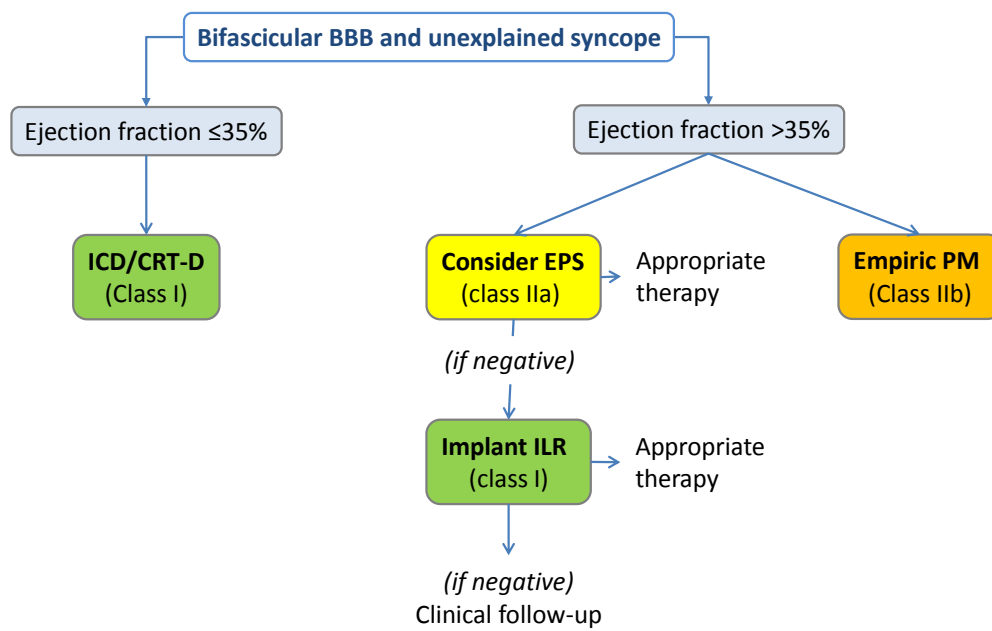 Bifascicular BBB and unexplained syncope
Ejection fraction ≤35%
Ejection fraction >35%
ICD/CRT-D
(Class I)
Consider EPS
(class IIa)
Appropriate
therapy
Empiric PM
(Class IIb)
(if negative)
Implant ILR
(class I)
Appropriate
therapy
(if negative)
Clinical follow-up